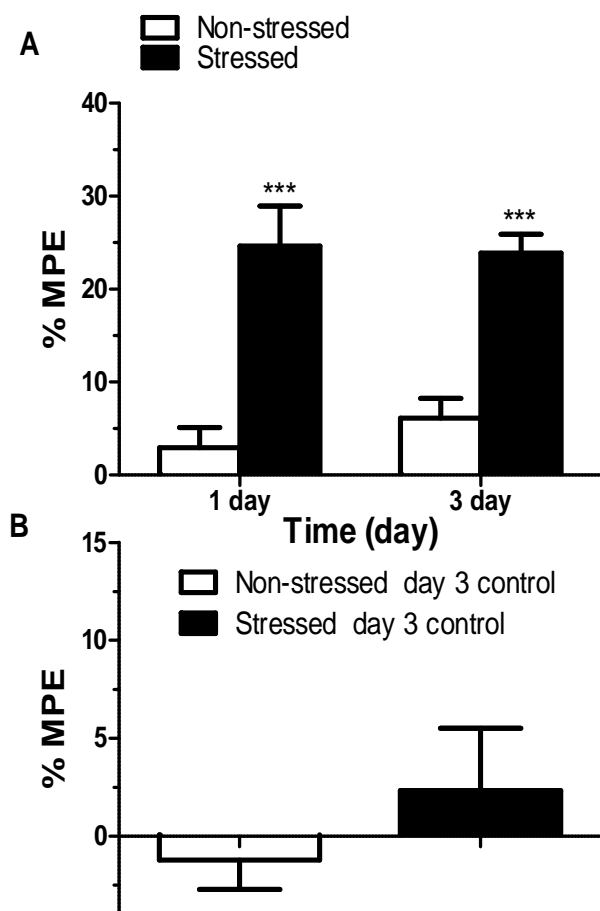 A
Non-stressed
Stressed
% MPE
40
30
20
10
0
***
***
1 day
3 day
Time (day)
B
% MPE
15
10
5
0
Non-stressed day 3 control
Stressed day 3 control